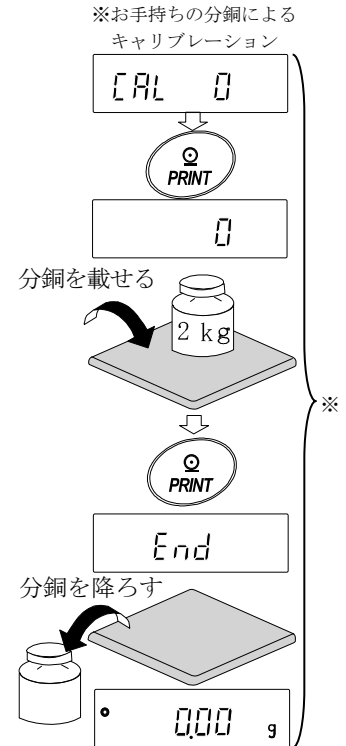 ※お手持ちの分銅による
キャリブレーション
CAL 0
PRINT
0
分銅を載せる
2 kg
※
PRINT
End
分銅を降ろす
0.00 g